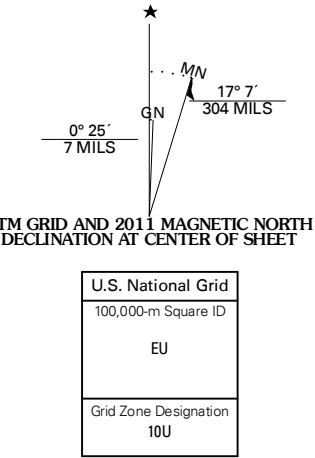 MN
17° 7´
304 MILS
GN
0° 25´
7 MILS
TM GRID AND 2011 MAGNETIC NORTH
DECLINATION AT CENTER OF SHEET
U.S. National Grid
100,000-m Square ID
EU
Grid Zone Designation
10U